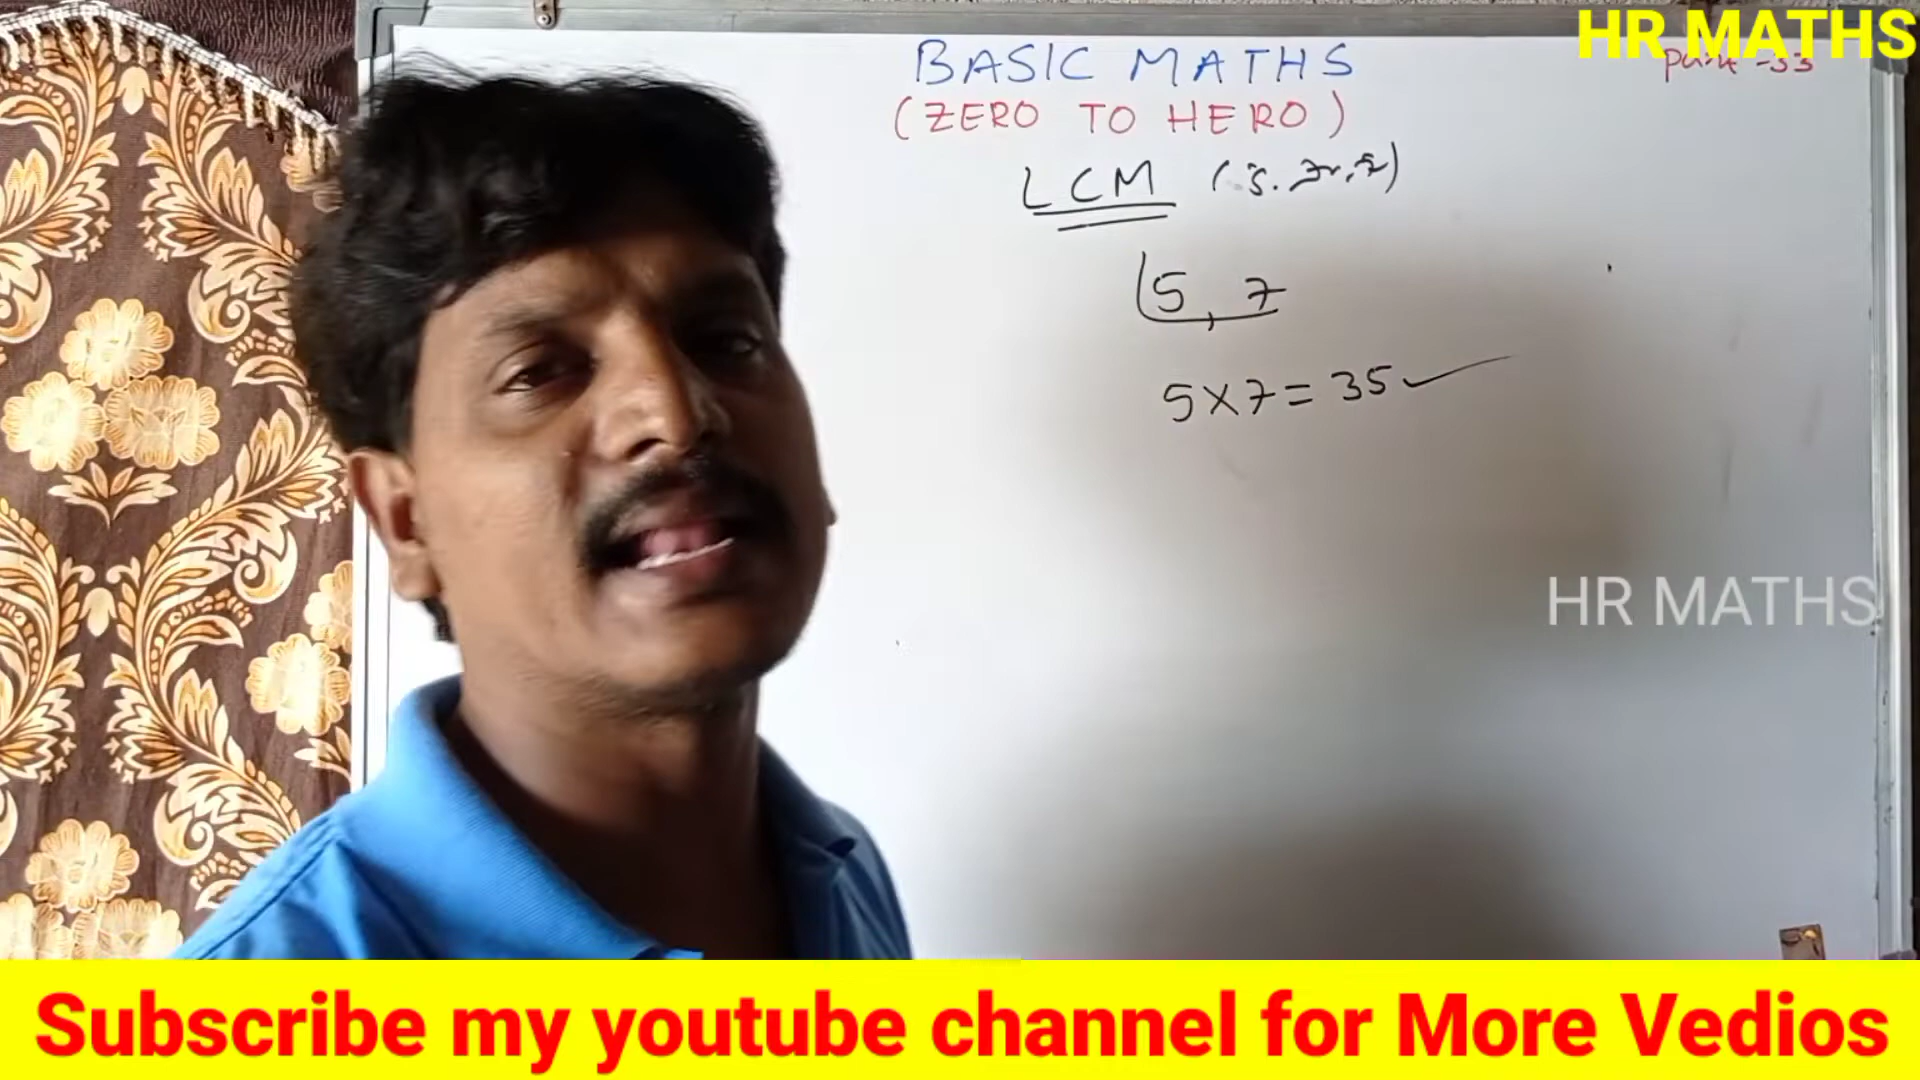 HR MATHS
BASIC MATHS
(ZERO TO HERO)
LCM
5, 7
5×7=35✓
HR MATHS
Subscribe my youtube channel for More Vedios